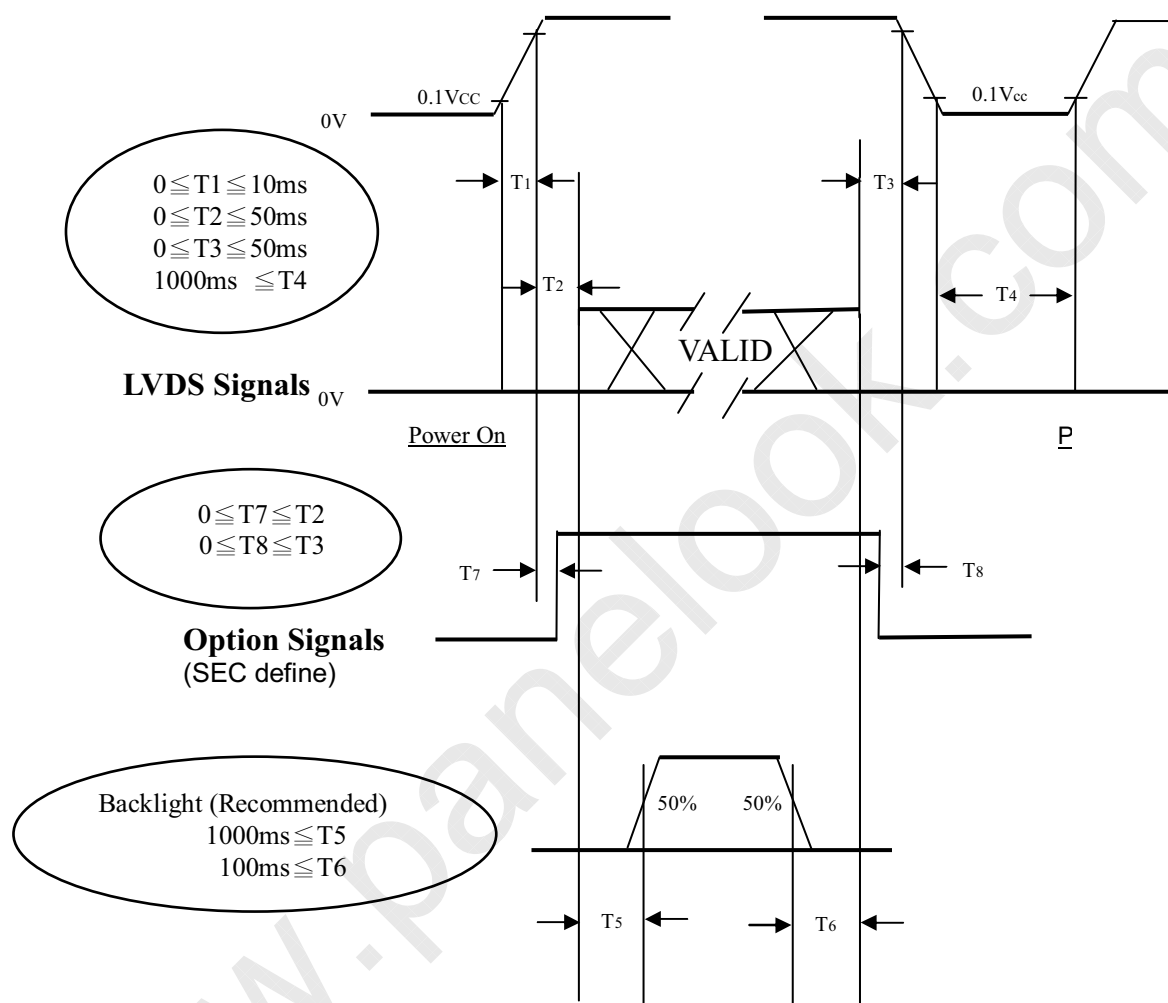 0.1VCC
0.1Vcc
0V
0≦T1≦10ms
0≦T2≦50ms
0≦T3≦50ms
1000ms ≦T4
T1
T3
T2
T4
VALID
LVDS Signals 0V
Power On
P
0≦T7≦T2
0≦T8≦T3
T7
T8
Option Signals
(SEC define)
Backlight (Recommended)
1000ms≦T5
100ms≦T6
50%
50%
T5
T6
www.panelook.com